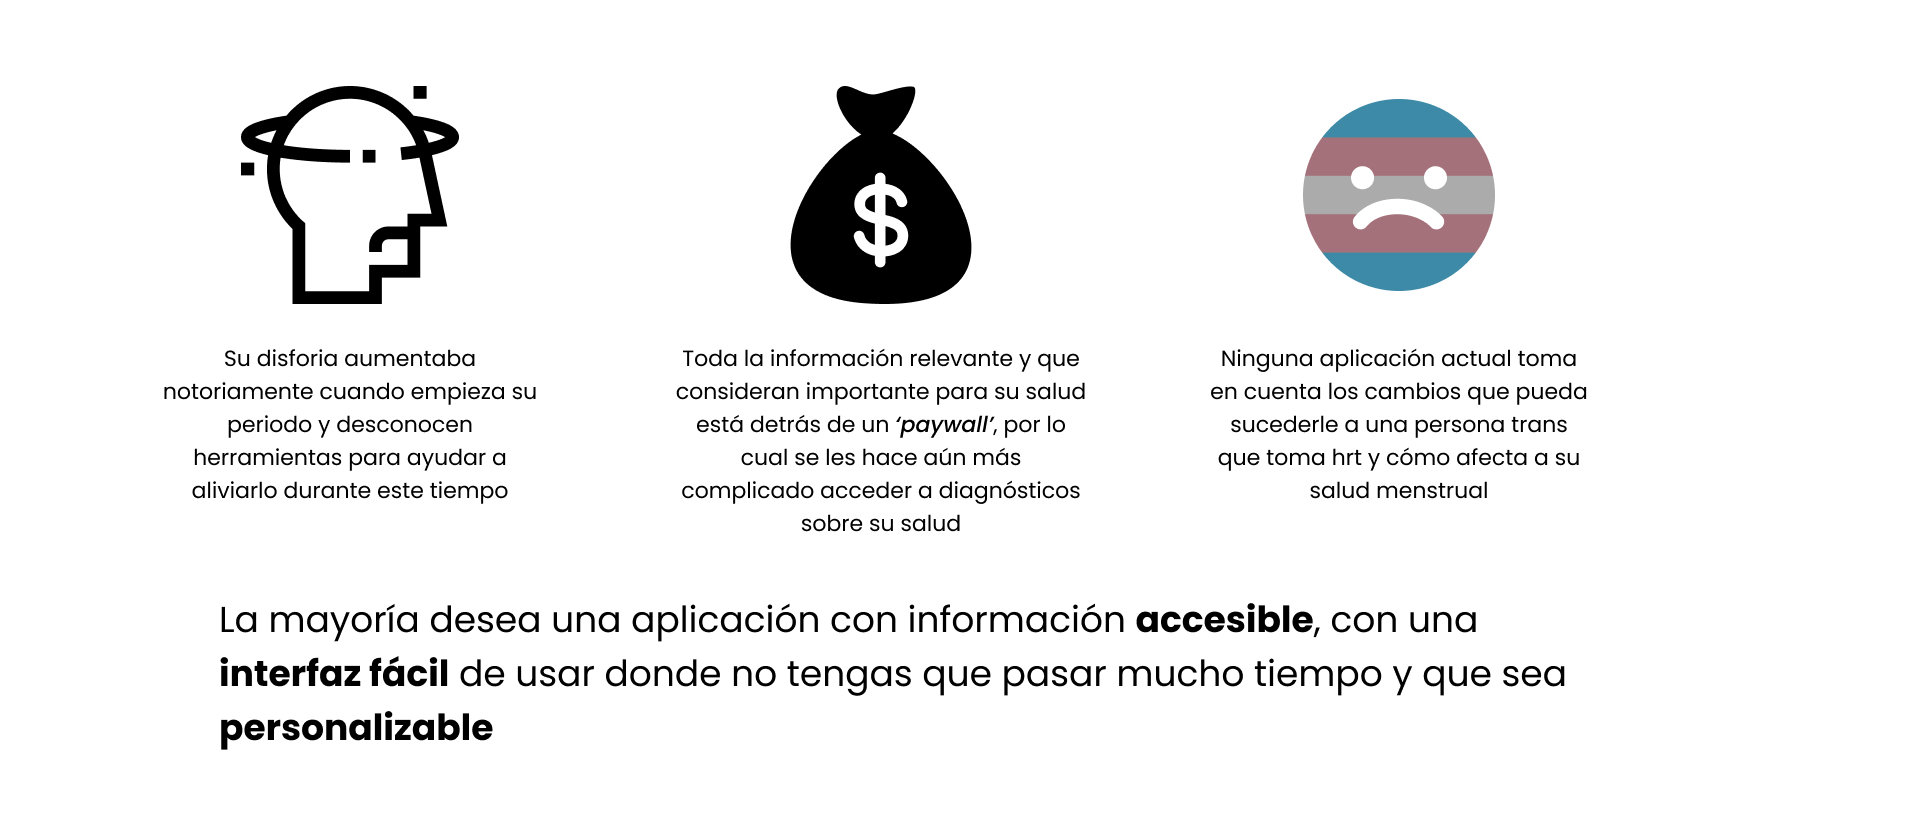 $
Su disforia aumentaba
notoriamente cuando empieza su
periodo y desconocen
herramientas para ayudar a
aliviarlo durante este tiempo
Toda la información relevante y que
consideran importante para su salud
está detrás de un ‘paywall’, por lo
cual se les hace aún más
complicado acceder a diagnósticos
sobre su salud
Ninguna aplicación actual toma
en cuenta los cambios que pueda
sucederle a una persona trans
que toma hrt y cómo afecta a su
salud menstrual
La mayoría desea una aplicación con información accesible, con una
interfaz fácil de usar donde no tengas que pasar mucho tiempo y que sea
personalizable